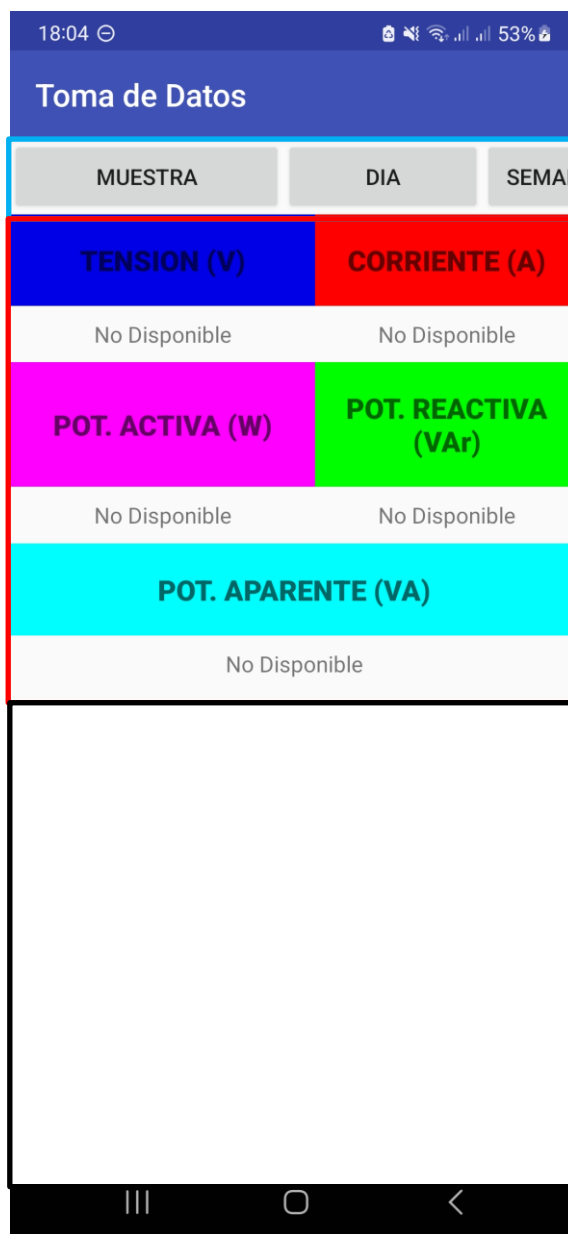 18:04 53%
Toma de Datos
MUESTRA DIA SEMA
TENSION (V) CORRIENTE (A)
No Disponible No Disponible
POT. ACTIVA (W) POT. REACTIVA
(VAr)
No Disponible No Disponible
POT. APARENTE (VA)
No Disponible